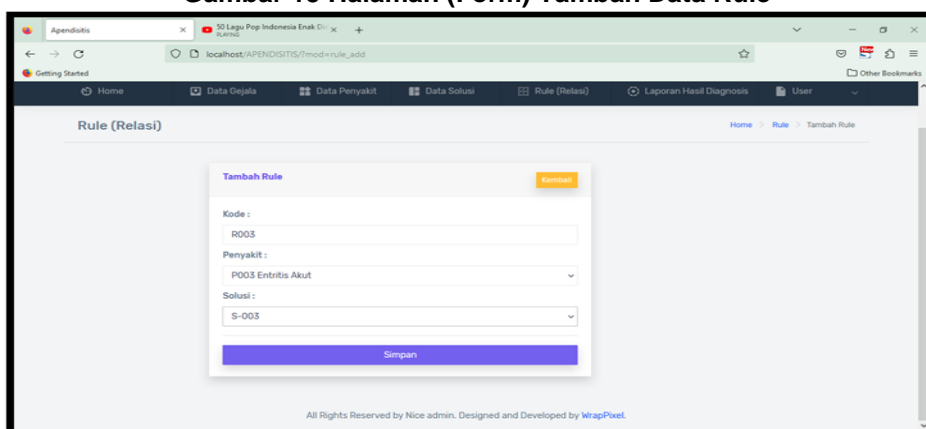 Gambar 16 Halaman (Form) Tambah Data Rule
Apendisitis
50 Lagu Pop Indonesia Enak Di
PLAYING
localhost/APENDISITIS/?mod=rule_add
New
Getting Started
Other Bookmarks
Home Data Gejala Data Penyakit Data Solusi Rule (Relasi) Laporan Hasil Diagnosis User
Rule (Relasi)
Home > Rule > Tambah Rule
Tambah Rule
Kembali
Kode :
R003
Penyakit :
P003 Entritis Akut
Solusi :
S-003
Simpan
All Rights Reserved by Nice admin. Designed and Developed by WrapPixel.